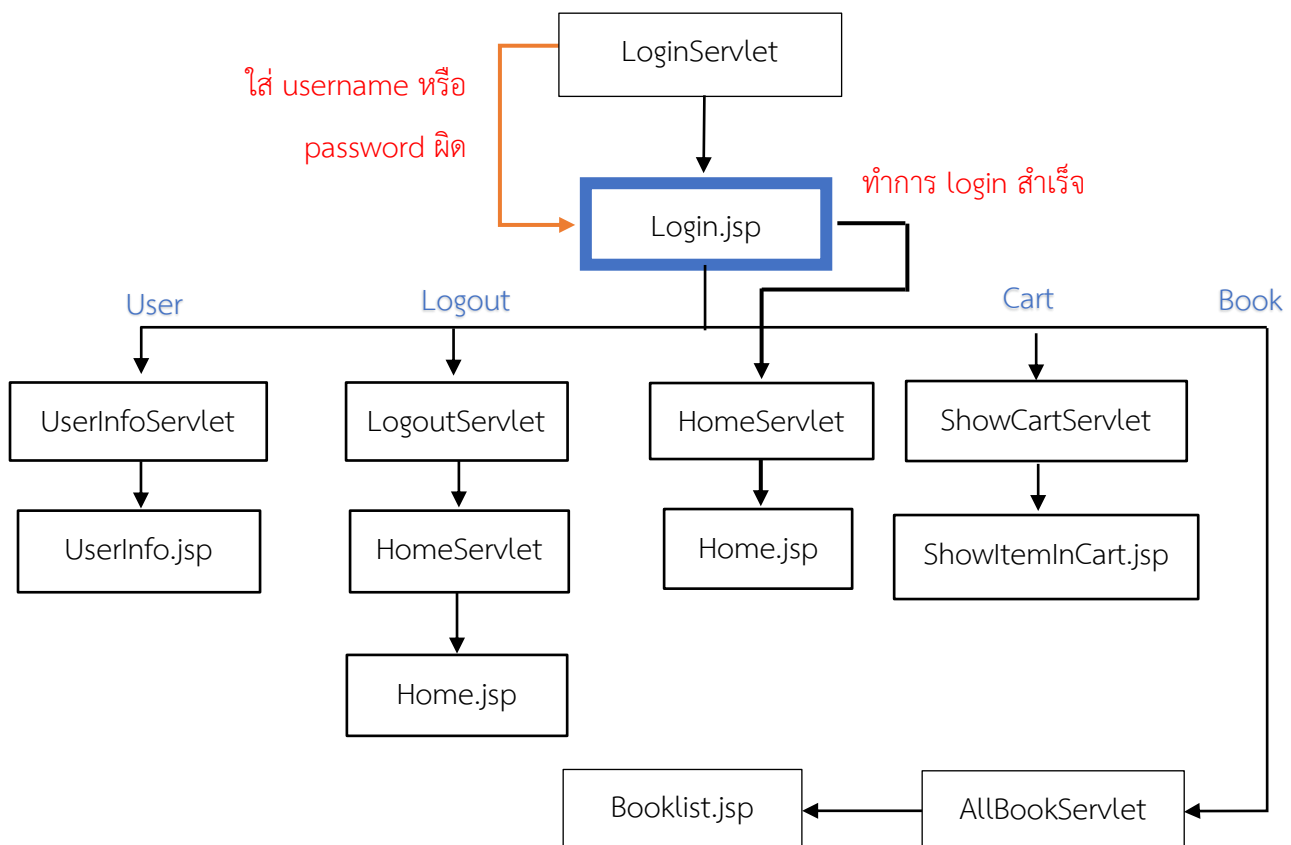 LoginServlet
ใส่ username หรือ
password ผิด
ทำการ login สำเร็จ
Login.jsp
User
Logout
Cart
Book
UserInfoServlet
LogoutServlet
HomeServlet
ShowCartServlet
UserInfo.jsp
HomeServlet
Home.jsp
ShowItemInCart.jsp
Home.jsp
Booklist.jsp
AllBookServlet